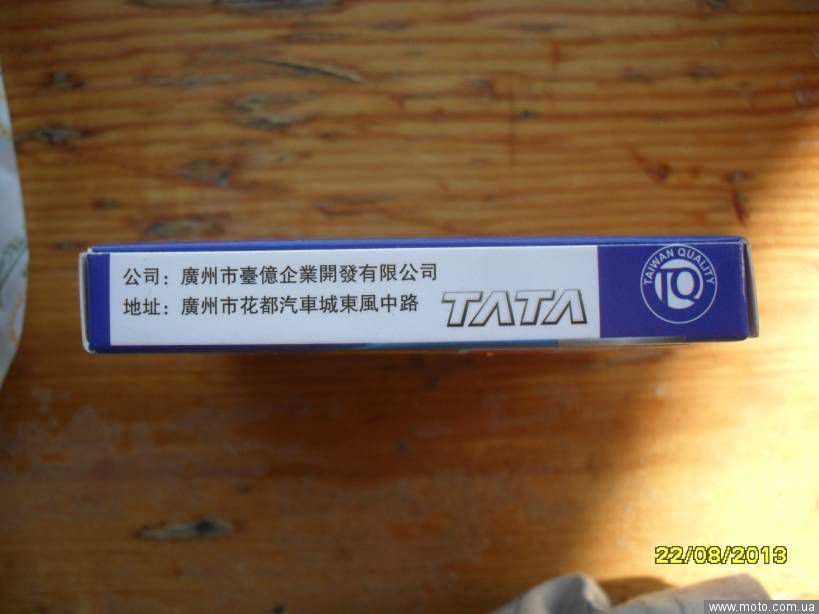 公司：廣州市臺億企業開發有限公司
地址：廣州市花都汽車城東風中路
TATA
TAIWAN QUALITY
TQ
22/08/2013
www.moto.com.ua